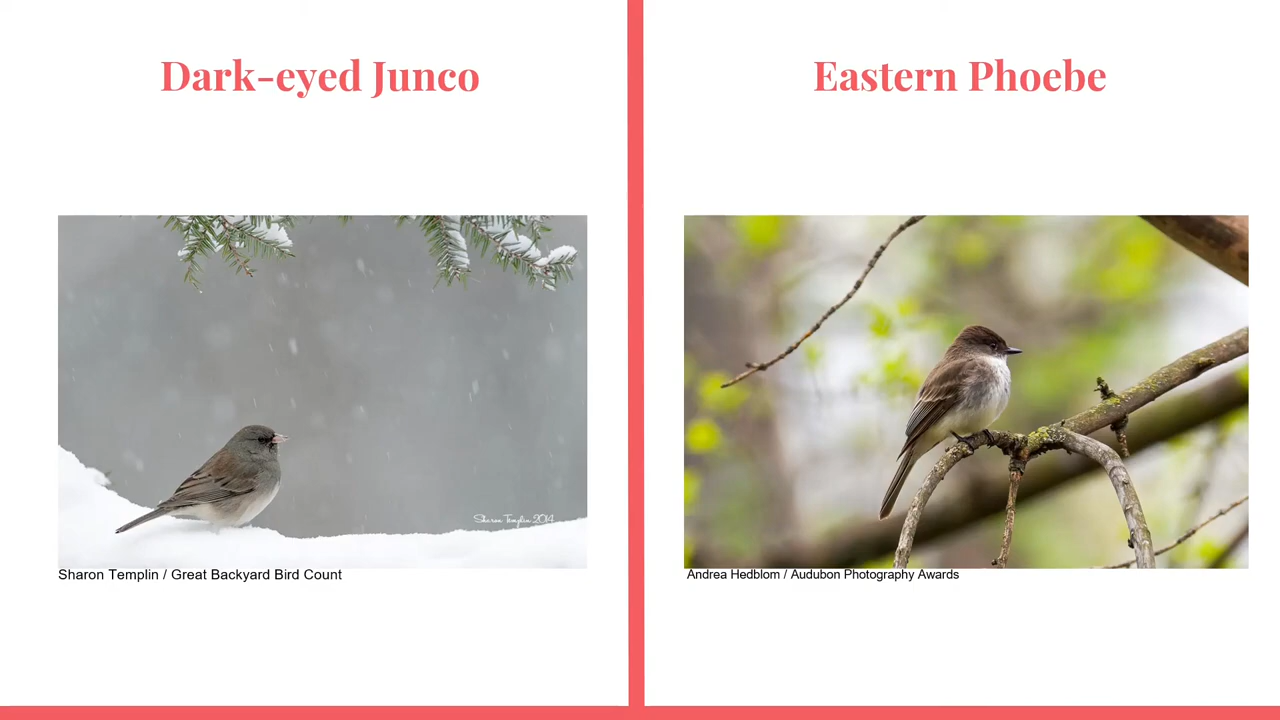 Dark-eyed Junco
Eastern Phoebe
Sharon Templin 2014
Sharon Templin / Great Backyard Bird Count
Andrea Hedblom / Audubon Photography Awards